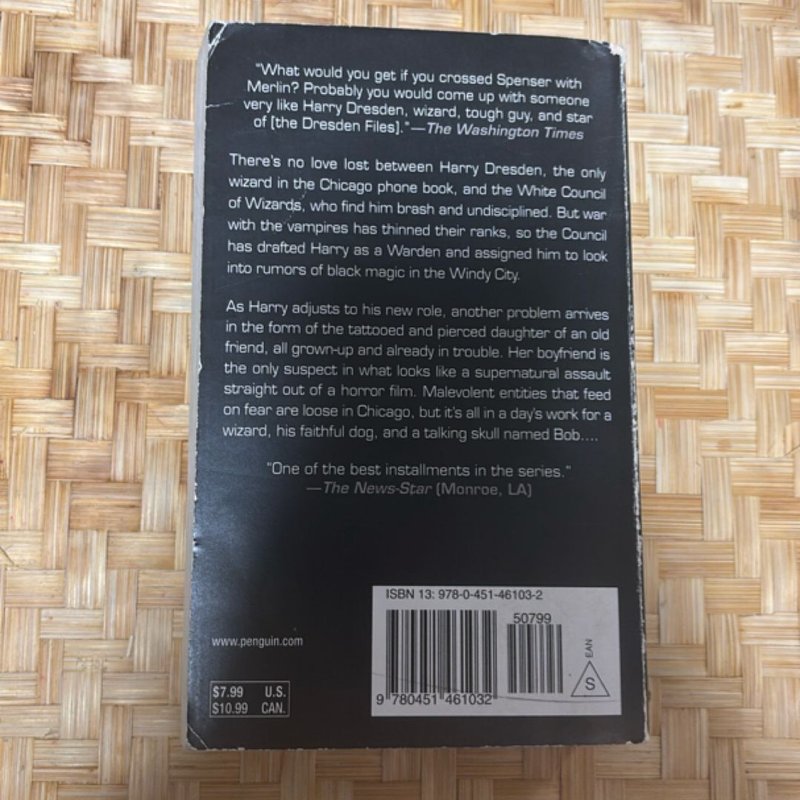 "What would you get if you crossed Spenser with
Merlin? Probably you would come up with someone
very like Harry Dresden, wizard, tough guy, and star
of [the Dresden Files]."—The Washington Times
There's no love lost between Harry Dresden, the only
wizard in the Chicago phone book, and the White Council
of Wizards, who find him brash and undisciplined. But war
with the vampires has thinned their ranks, so the Council
has drafted Harry as a Warden and assigned him to look
into rumors of black magic in the Windy City.
As Harry adjusts to his new role, another problem arrives
in the form of the tattooed and pierced daughter of an old
friend, all grown-up and already in trouble. Her boyfriend is
the only suspect in what looks like a supernatural assault
straight out of a horror film. Malevolent entities that feed
on fear are loose in Chicago, but it's all in a day's work for a
wizard, his faithful dog, and a talking skull named Bob....
"One of the best installments in the series."
—The News-Star (Monroe, LA)
ISBN 13: 978-0-451-46103-2
50799
EAN
S
9 780451 461032
www.penguin.com
$7.99 U.S.
$10.99 CAN.